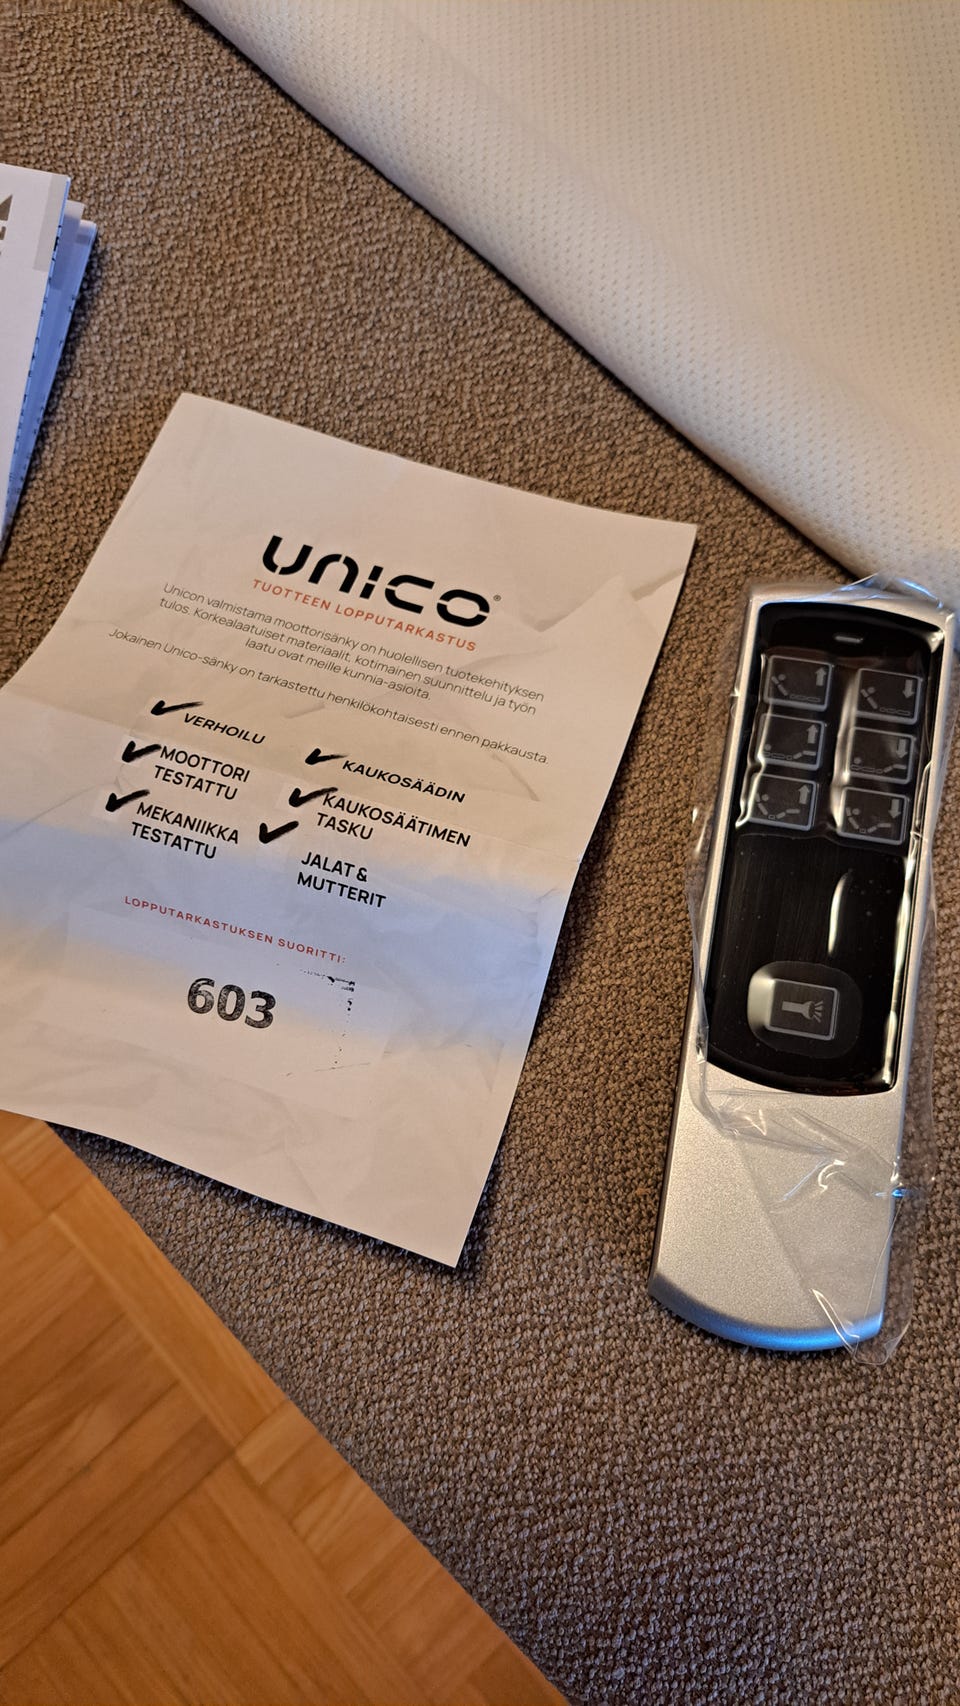 UNICO®
TUOTTEEN LOPPUTARKASTUS
Unicon valmistama moottorisänky on huolellisen tuotekehityksen
tulos. Korkealaatuiset materiaalit, kotimainen suunnittelu ja työn
laatu ovat meille kunnia-asioita.
Jokainen Unico-sänky on tarkastettu henkilökohtaisesti ennen pakkausta.
VERHOILU
MOOTTORI
TESTATTU
MEKANIIKKA
TESTATTU
KAUKOSÄÄDIN
KAUKOSÄÄTIMEN
TASKU
JALAT &
MUTTERIT
LOPPUTARKASTUKSEN SUORITTI:
603